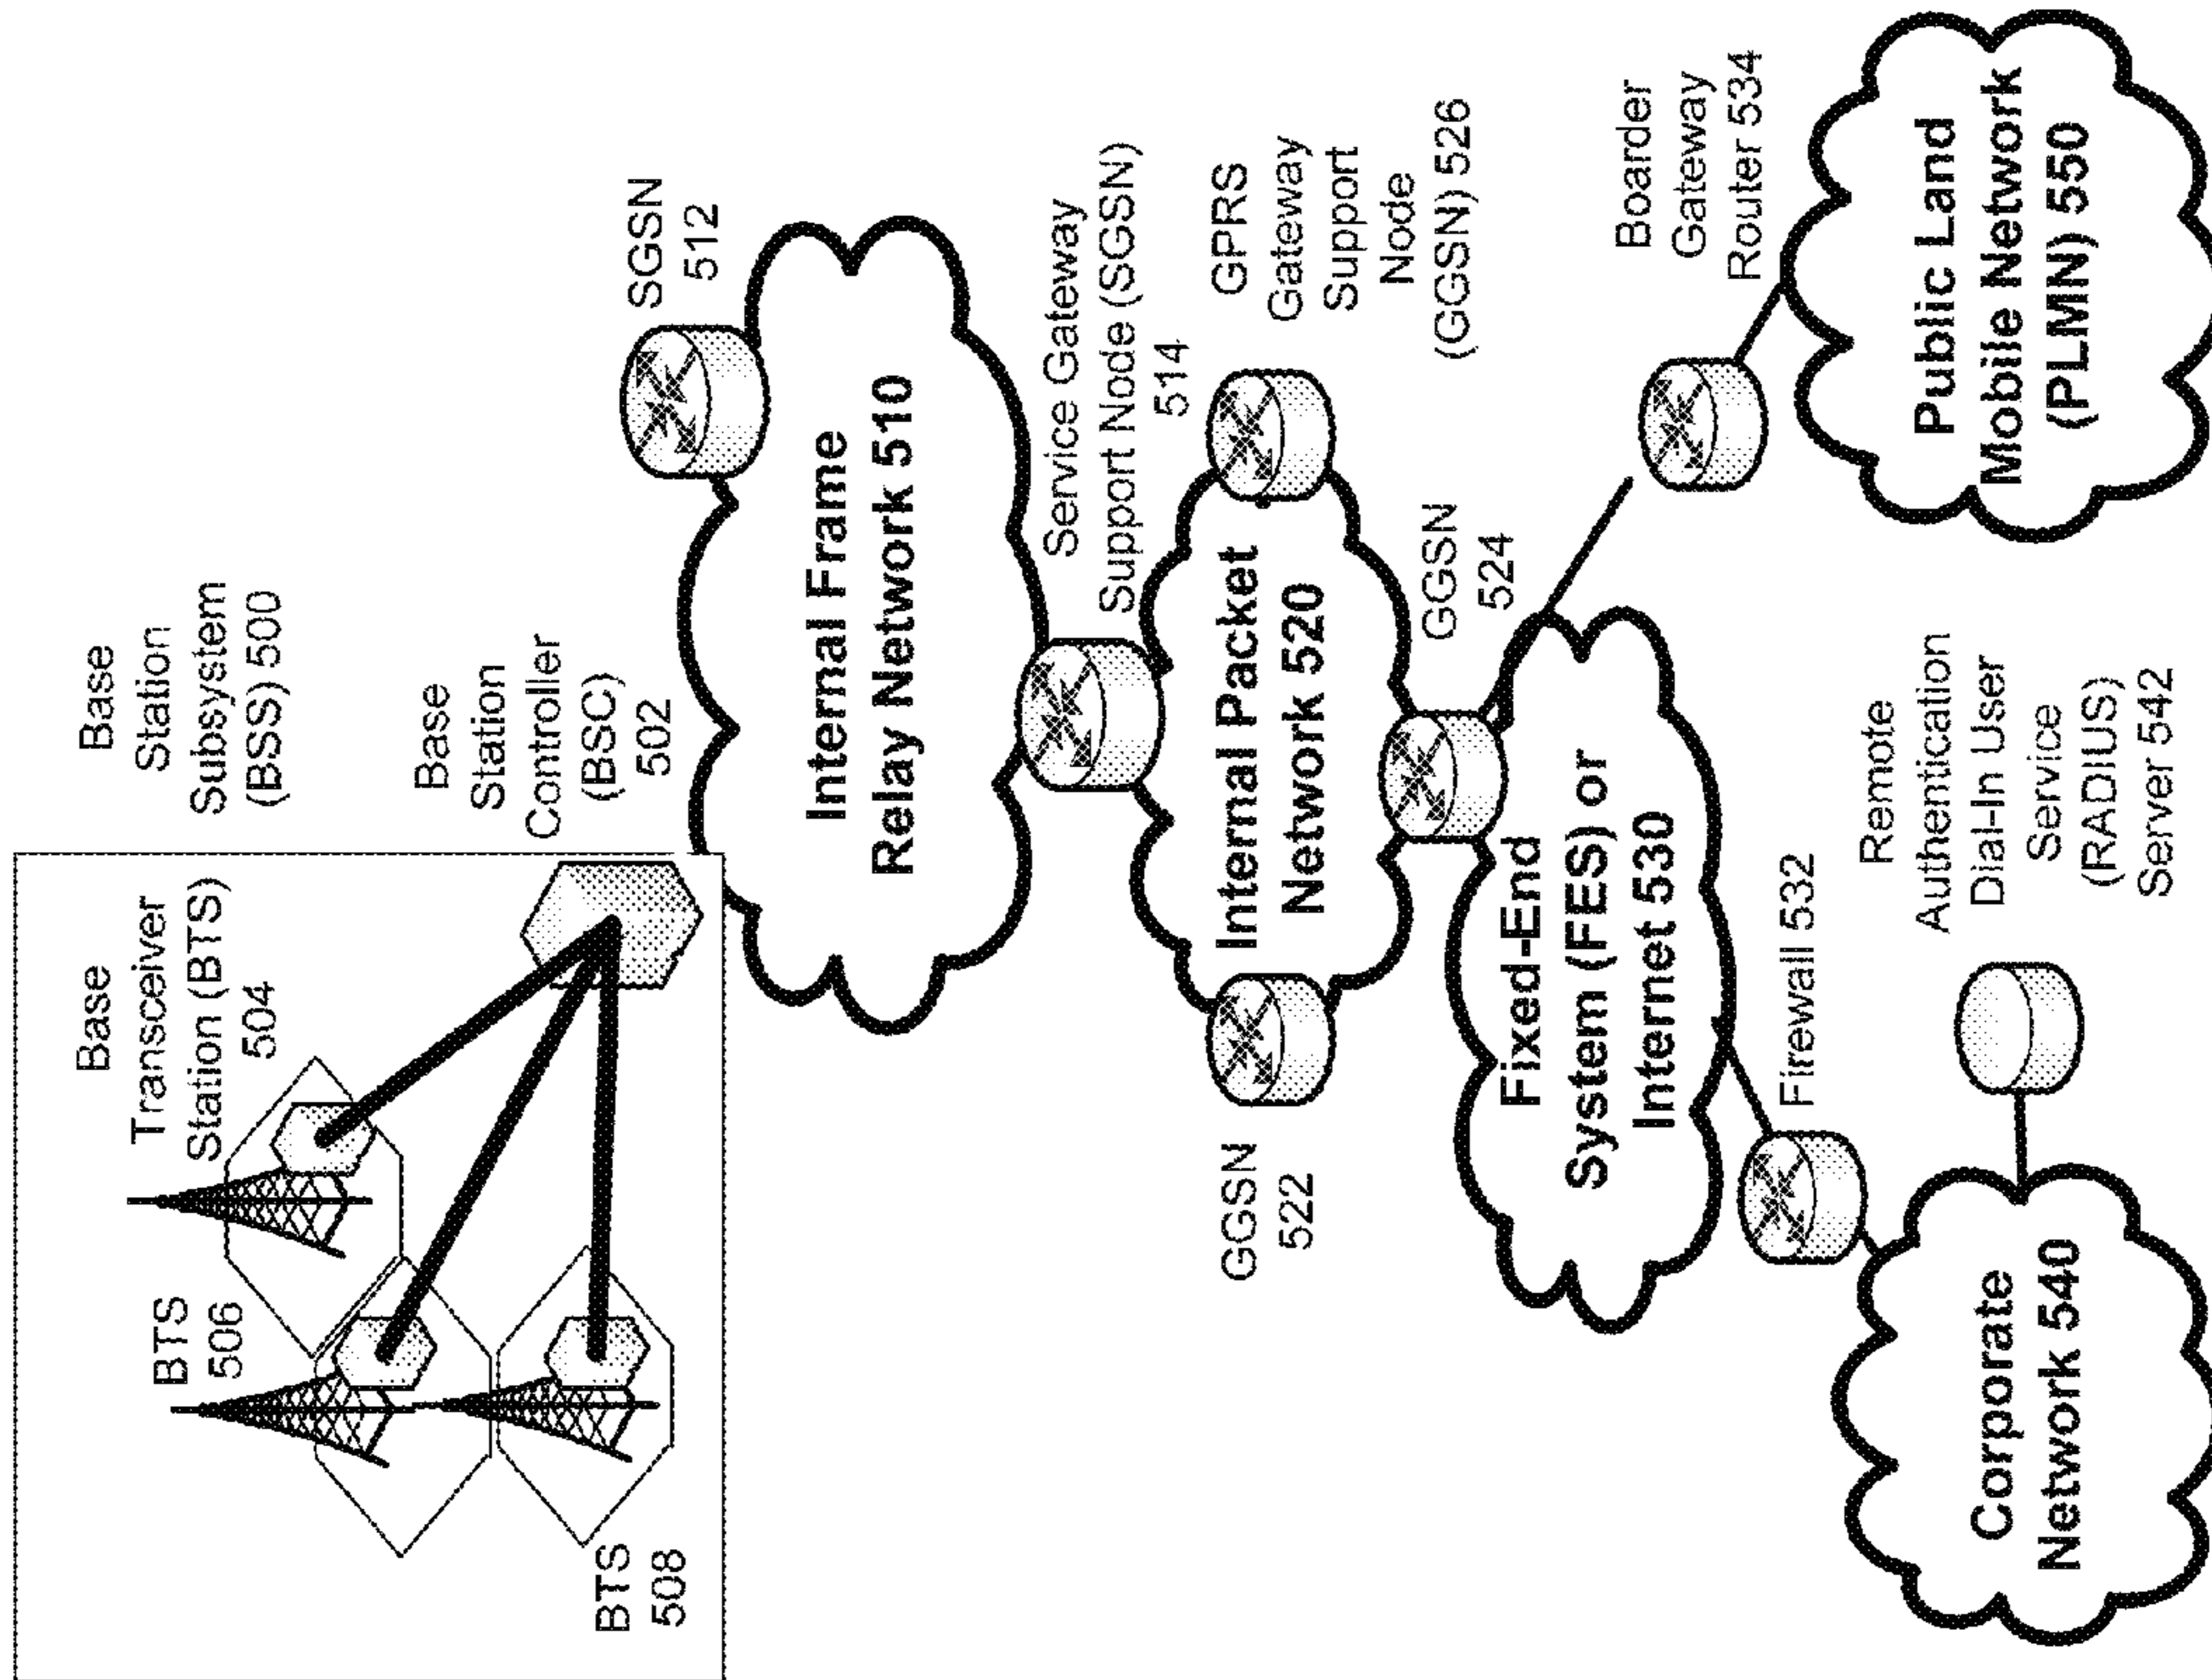 Base
Station
Subsystem
(BSS) 500
Base
Transceiver
Station (BTS)
504
BTS
506
BTS
508
Base
Station
Controller
(BSC)
502
SGSN
512
Internal Frame
Relay Network 510
Service Gateway
Support Node (SGSN)
514
GPRS
Gateway
Support
Node
(GGSN) 526
Internal Packet
Network 520
GGSN
522
GGSN
524
Fixed-End
System (FES) or
Internet 530
Boarder
Gateway
Router 534
Firewall 532
Remote
Authentication
Dial-In User
Service
(RADIUS)
Server 542
Corporate
Network 540
Public Land
Mobile Network
(PLMN) 550